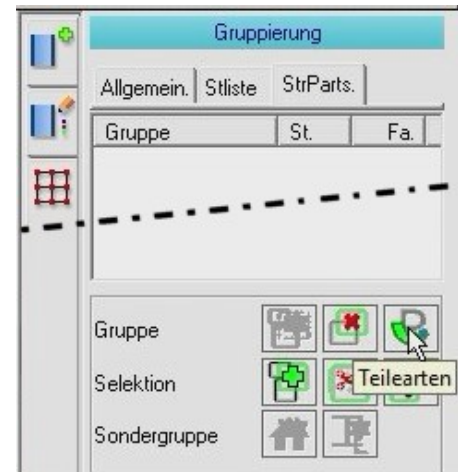 Gruppierung
Allgemein. Stliste StrParts.
Gruppe St. Fa.
Gruppe
Selektion
Teilearten
Sondergruppe